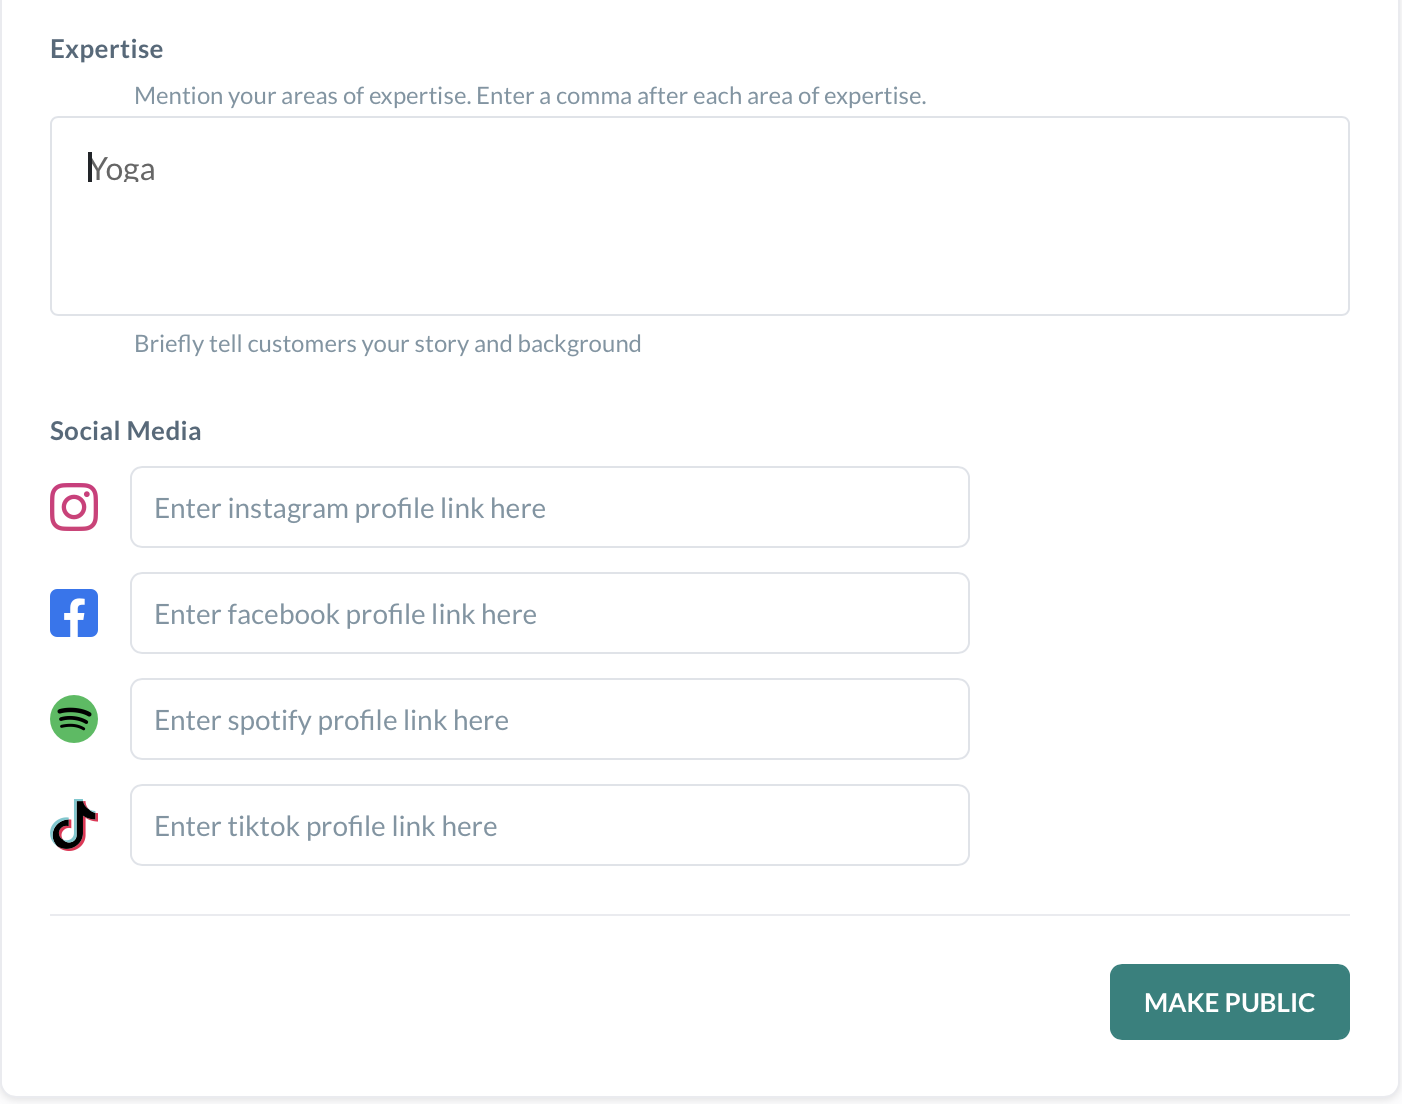 Expertise
Mention your areas of expertise. Enter a comma after each area of expertise.
Yoga
Briefly tell customers your story and background
Social Media
Enter instagram profile link here
Enter facebook profile link here
Enter spotify profile link here
Enter tiktok profile link here
MAKE PUBLIC